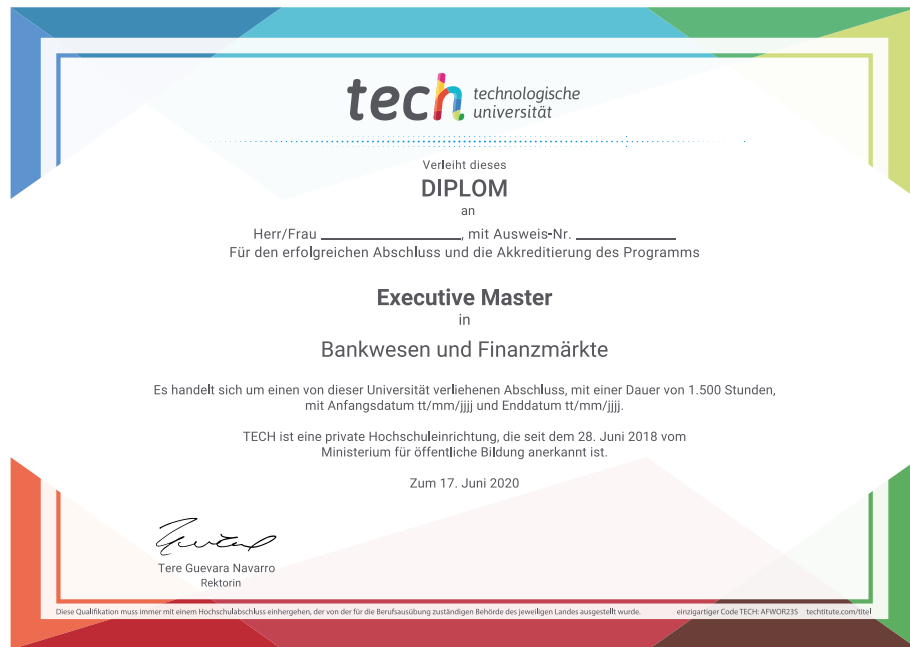 tech technologische
universität
Verleiht dieses
DIPLOM
an
Herr/Frau ____________________, mit Ausweis-Nr. ______________
Für den erfolgreichen Abschluss und die Akkreditierung des Programms
Executive Master
in
Bankwesen und Finanzmärkte
Es handelt sich um einen von dieser Universität verliehenen Abschluss, mit einer Dauer von 1.500 Stunden,
mit Anfangsdatum tt/mm/jjjj und Enddatum tt/mm/jjjj.
TECH ist eine private Hochschuleinrichtung, die seit dem 28. Juni 2018 vom
Ministerium für öffentliche Bildung anerkannt ist.
Zum 17. Juni 2020
Tere Guevara Navarro
Rektorin
Diese Qualifikation muss immer mit einem Hochschulabschluss einhergehen, der von der für die Berufsausübung zuständigen Behörde des jeweiligen Landes ausgestellt wurde. einzigartiger Code TECH: AFWOR23S techtitute.com/titel